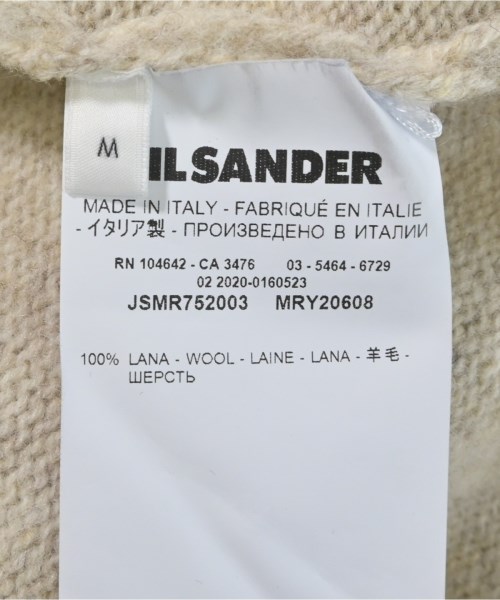 M
ILSANDER
MADE IN ITALY - FABRIQUÉ EN ITALIE
- イタリア製 - ПРОИЗВЕДЕНО В ИТАЛИИ
RN 104642 - CA 3476 03 - 5464 - 6729
02 2020-0160523
JSMR752003 MRY20608
100% LANA - WOOL - LAINE - LANA - 羊毛 -
ШЕРСТЬ